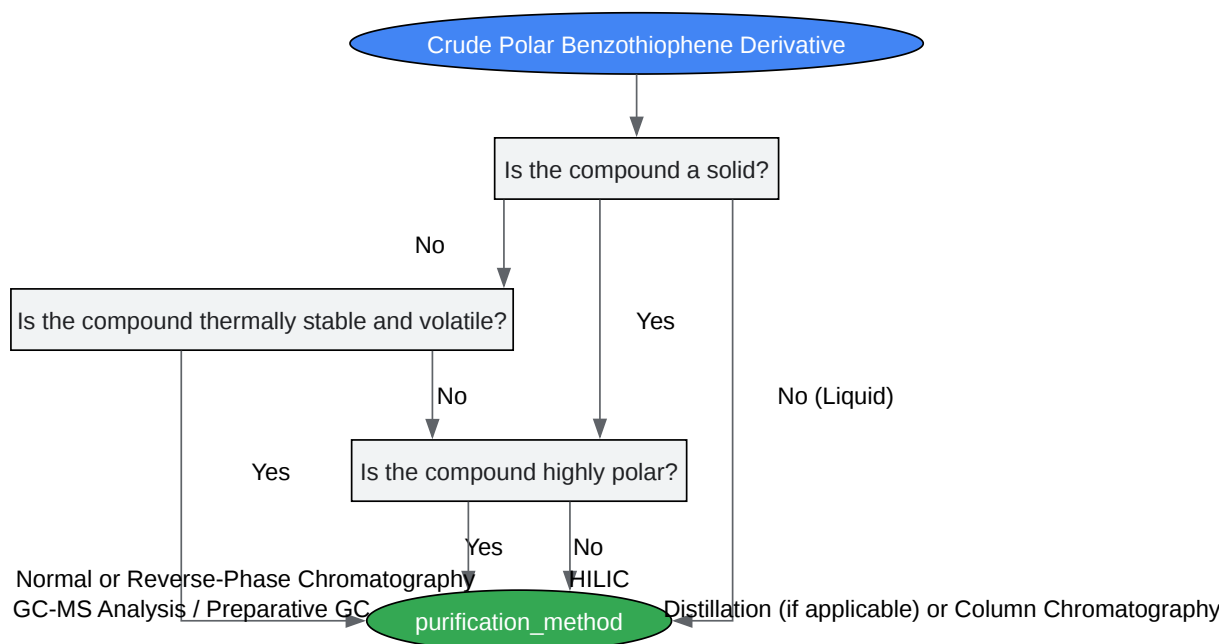 Crude Polar Benzothiophene Derivative
Is the compound a solid?
No
Is the compound thermally stable and volatile?
Yes
No
No (Liquid)
Yes
Is the compound highly polar?
Yes
No
Normal or Reverse-Phase Chromatography
HILIC
GC-MS Analysis / Preparative GC
purification_method
Distillation (if applicable) or Column Chromatography